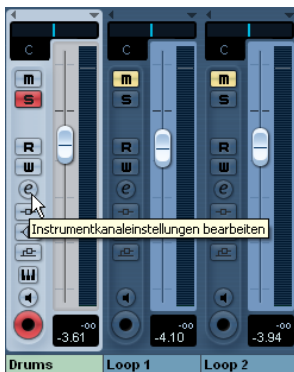 C C C
m m m
S S S
R R R
W W W
e e e
Instrumentkanaleinstellungen bearbeiten
-oo -oo -oo
-3.61 -4.10 -3.94
Drums Loop 1 Loop 2